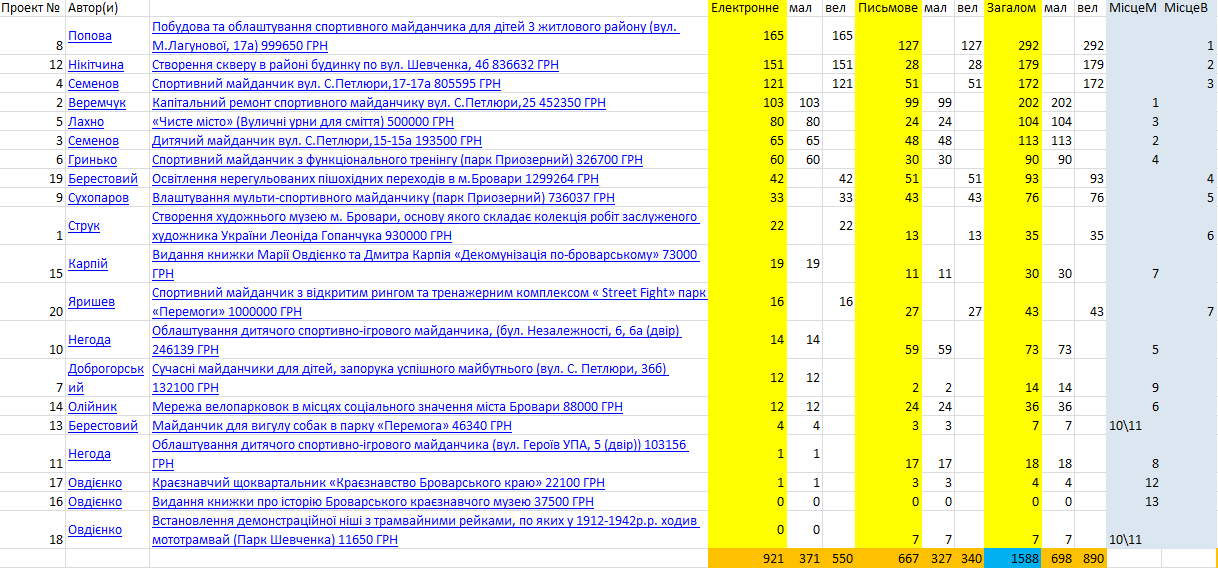 Проект № Автор(и) Електронне мал вел Письмове мал вел Загалом мал вел МісцеМ МісцеВ
8 Попова Побудова та облаштування спортивного майданчика для дітей 3 житлового району (вул.
М.Лагунової, 17а) 999650 ГРН 165 165 127 127 292 292 1
12 Нікітчина Створення скверу в районі будинку по вул. Шевченка, 4б 836632 ГРН 151 151 28 28 179 179 2
4 Семенов Спортивний майданчик вул. С.Петлюри,17-17а 805595 ГРН 121 121 51 51 172 172 3
2 Веремчук Капітальний ремонт спортивного майданчику вул. С.Петлюри,25 452350 ГРН 103 103 99 99 202 202 1
5 Лахно «Чисте місто» (Вуличні урни для сміття) 500000 ГРН 80 80 24 24 104 104 3
3 Семенов Дитячий майданчик вул. С.Петлюри,15-15а 193500 ГРН 65 65 48 48 113 113 2
6 Гринько Спортивний майданчик з функціонального тренінгу (парк Приозерний) 326700 ГРН 60 60 30 30 90 90 4
19 Берестовий Освітлення нерегульованих пішохідних переходів в м.Бровари 1299264 ГРН 42 42 51 51 93 93 4
9 Сухопаров Влаштування мульти-спортивного майданчику (парк Приозерний) 736037 ГРН 33 33 43 43 76 76 5
1 Струк Створення художнього музею м. Бровари, основу якого складає колекція робіт заслуженого
художника України Леоніда Гопанчука 930000 ГРН 22 22 13 13 35 35 6
15 Карпій Видання книжки Марії Овдієнко та Дмитра Карпія «Декомунізація по-броварському» 73000
ГРН 19 19 11 11 30 30 7
20 Яришев Спортивний майданчик з відкритим рингом та тренажерним комплексом « Street Fight» парк
«Перемоги» 1000000 ГРН 16 16 27 27 43 43 7
10 Негода Облаштування дитячого спортивно-ігрового майданчика, (бул. Незалежності, 6, 6а (двір)
246139 ГРН 14 14 59 59 73 73 5
7 Доброгорськ Сучасні майданчики для дітей, запорука успішного майбутнього (вул. С. Петлюри, 36б)
ий 132100 ГРН 12 12 2 2 14 14 9
14 Олійник Мережа велопарковок в місцях соціального значення міста Бровари 88000 ГРН 12 12 24 24 36 36 6
13 Берестовий Майданчик для вигулу собак в парку «Перемога» 46340 ГРН 4 4 3 3 7 7 10\11
11 Негода Облаштування дитячого спортивно-ігрового майданчика (вул. Героїв УПА, 5 (двір)) 103156
ГРН 1 1 17 17 18 18 8
17 Овдієнко Краєзнавчий щоквартальник «Краєзнавство Броварського краю» 22100 ГРН 1 1 3 3 4 4 12
16 Овдієнко Видання книжки про історію Броварського краєзнавчого музею 37500 ГРН 0 0 0 0 0 0 13
18 Овдієнко Встановлення демонстраційної ніші з трамвайними рейками, по яких у 1912-1942р.р. ходив
мототрамвай (Парк Шевченка) 11650 ГРН 0 0 7 7 7 7 10\11
921 371 550 667 327 340 1588 698 890